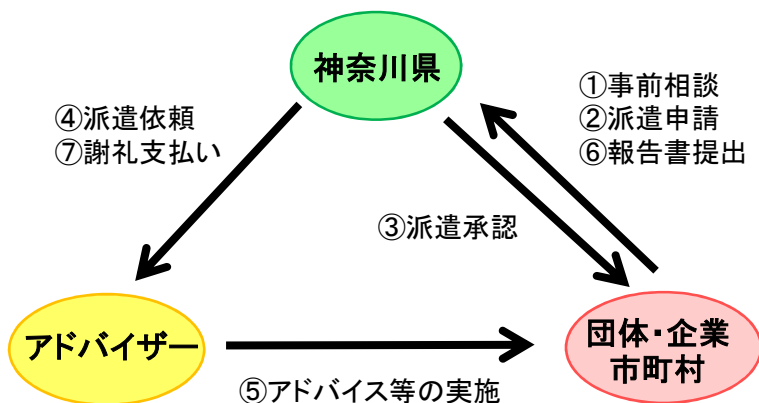 神奈川県
①事前相談
②派遣申請
⑥報告書提出
④派遣依頼
⑦謝礼支払い
③派遣承認
アドバイザー
団体・企業
市町村
⑤アドバイス等の実施